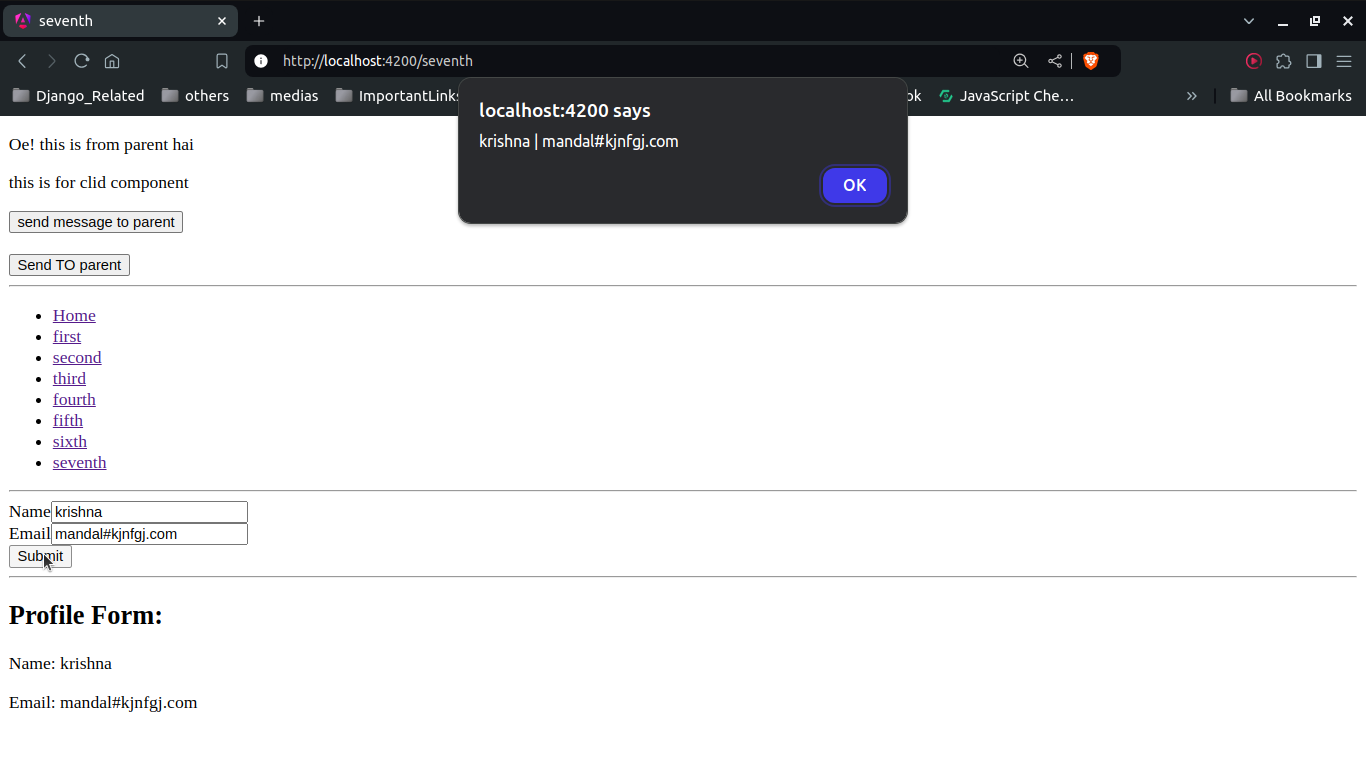 seventh
http://localhost:4200/seventh
Django_Related others medias ImportantLinks ok JavaScript Che… All Bookmarks
localhost:4200 says
krishna | mandal#kjnfgj.com
OK
Oe! this is from parent hai
this is for clid component
send message to parent
Send TO parent
Home
first
second
third
fourth
fifth
sixth
seventh
Name krishna
Email mandal#kjnfgj.com
Submit
Profile Form:
Name: krishna
Email: mandal#kjnfgj.com